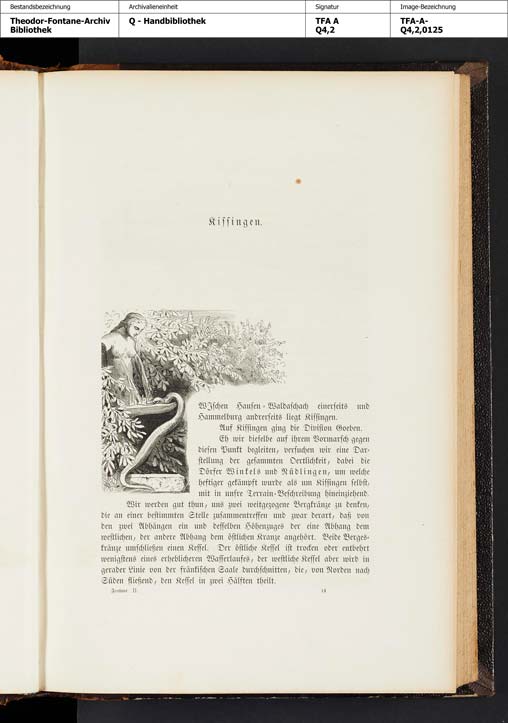 Bestandsbezeichnung
Theodor-Fontane-Archiv
Bibliothek
Archivalieneinheit
Q - Handbibliothek
Signatur
TFA A
Q4,2
Image-Bezeichnung
TFA-A-
Q4,2,0125
Kissingen.
Wischen Hausen-Waldaschach einerseits und
Hammelburg andrerseits liegt Kissingen.
Auf Kissingen ging die Division Goeben.
Eh wir dieselbe auf ihrem Vormarsch gegen
diesen Punkt begleiten, versuchen wir eine Dar-
stellung der gesammten Oertlichkeit, dabei die
Dörfer Winkels und Nüdlingen, um welche
heftiger gekämpft wurde als um Kissingen selbst,
mit in unsre Terrain-Beschreibung hineinziehend.
Wir werden gut thun, uns zwei weitgezogene Bergkränze zu denken,
die an einer bestimmten Stelle zusammentreffen und zwar derart, daß von
den zwei Abhängen ein und desselben Höhenzuges der eine Abhang dem
westlichen, der andere Abhang dem östlichen Kranze angehört. Beide Berges-
kränze umschließen einen Kessel. Der östliche Kessel ist trocken oder entbehrt
wenigstens eines erheblicheren Wasserlaufes, der westliche Kessel aber wird in
gerader Linie von der fränkischen Saale durchschnitten, die, von Norden nach
Süden fließend, den Kessel in zwei Hälften theilt.
Fontane II.